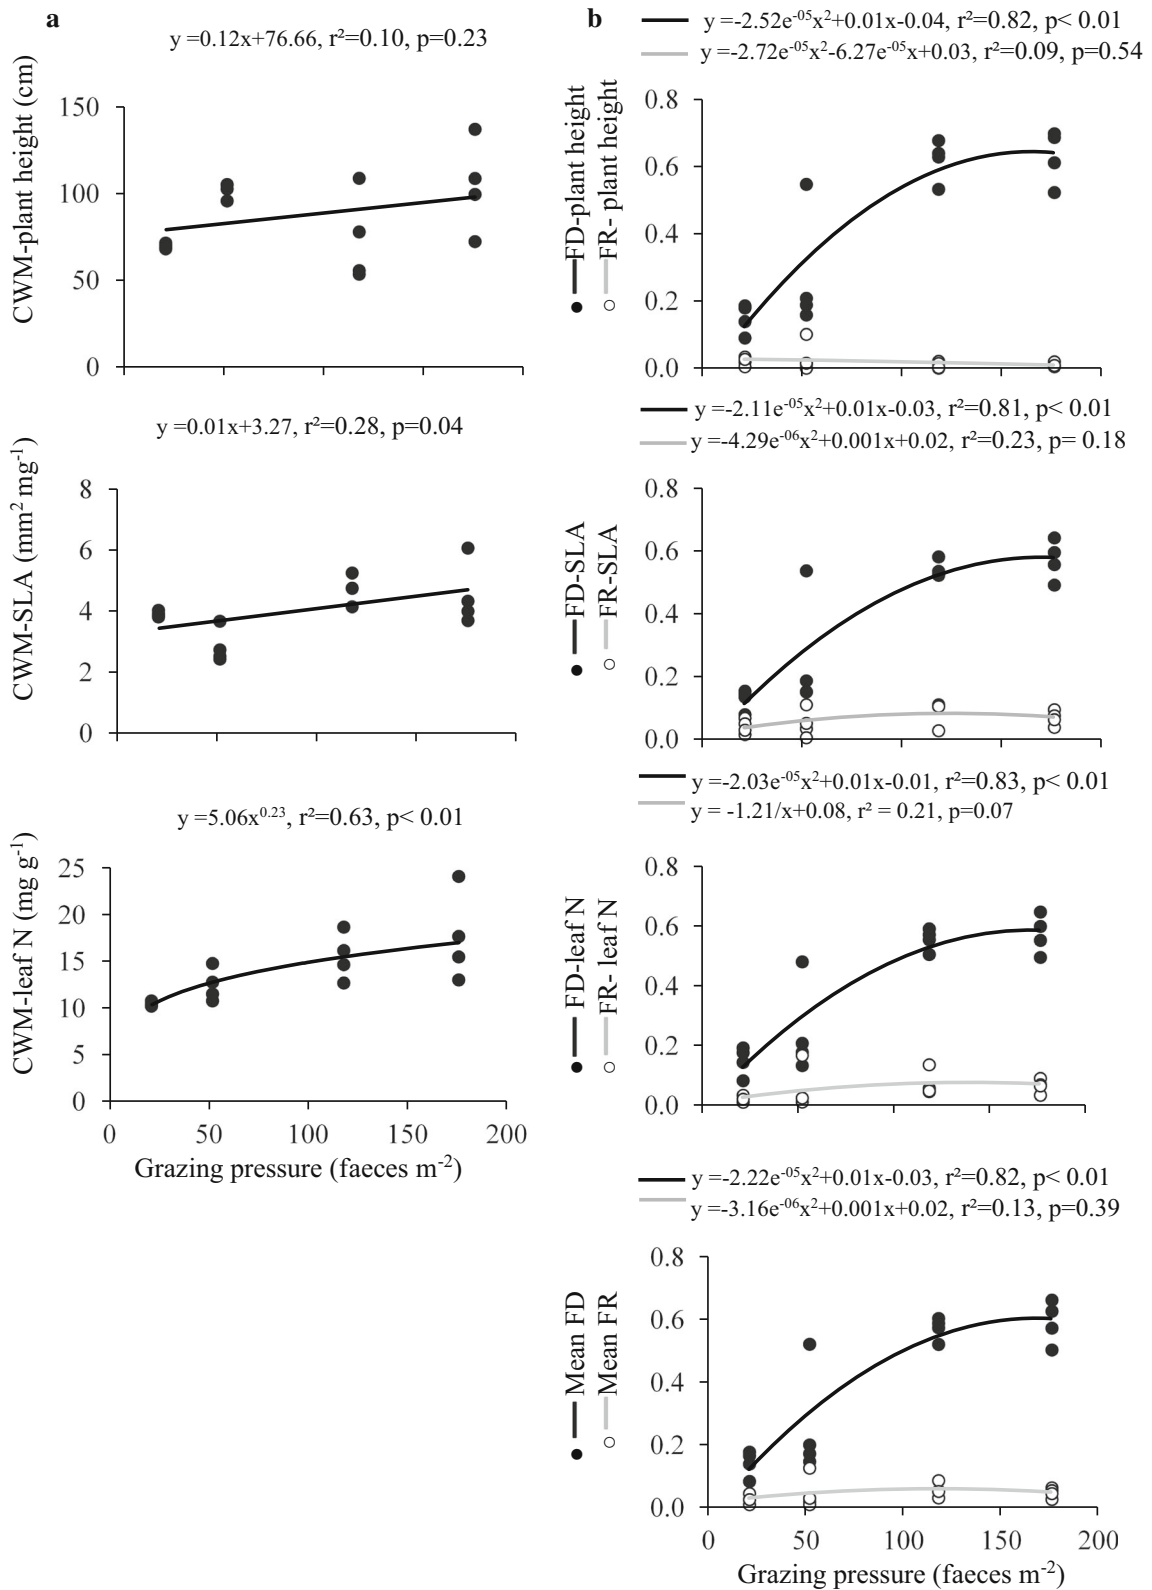 a
y =0.12x+76.66, r²=0.10, p=0.23
CWM-plant height (cm)
150
100
50
0
y =0.01x+3.27, r²=0.28, p=0.04
CWM-SLA (mm² mg⁻¹)
8
6
4
2
0
y =5.06x⁰·²³, r²=0.63, p< 0.01
CWM-leaf N (mg g⁻¹)
25
20
15
10
5
0
0 50 100 150 200
Grazing pressure (faeces m⁻²)
b
y =-2.52e⁻⁰⁵x²+0.01x-0.04, r²=0.82, p< 0.01
y =-2.72e⁻⁰⁵x²-6.27e⁻⁰⁵x+0.03, r²=0.09, p=0.54
FD-plant height
FR- plant height
0.8
0.6
0.4
0.2
0.0
y =-2.11e⁻⁰⁵x²+0.01x-0.03, r²=0.81, p< 0.01
y =-4.29e⁻⁰⁶x²+0.001x+0.02, r²=0.23, p= 0.18
FD-SLA
FR-SLA
0.8
0.6
0.4
0.2
0.0
y =-2.03e⁻⁰⁵x²+0.01x-0.01, r²=0.83, p< 0.01
y = -1.21/x+0.08, r² = 0.21, p=0.07
FD-leaf N
FR- leaf N
0.8
0.6
0.4
0.2
0.0
y =-2.22e⁻⁰⁵x²+0.01x-0.03, r²=0.82, p< 0.01
y =-3.16e⁻⁰⁶x²+0.001x+0.02, r²=0.13, p=0.39
Mean FD
Mean FR
0.8
0.6
0.4
0.2
0.0
0 50 100 150 200
Grazing pressure (faeces m⁻²)